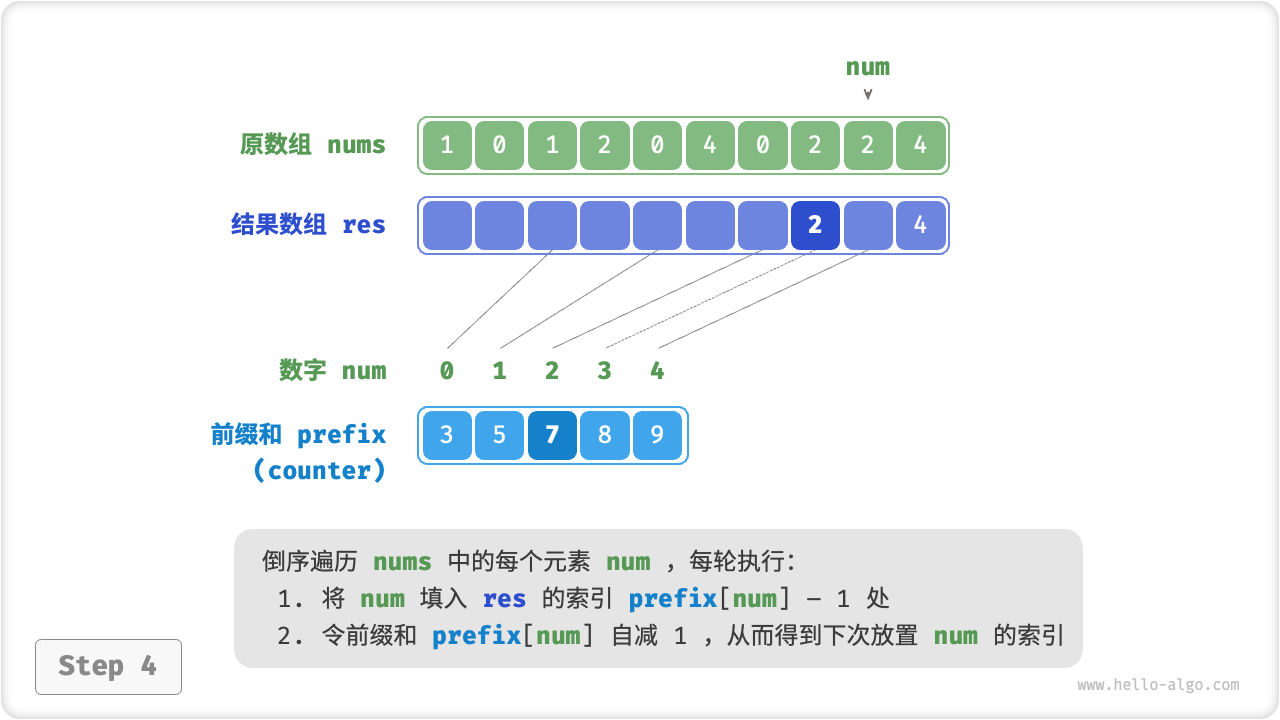 num
原数组 nums 1 0 1 2 0 4 0 2 2 4
结果数组 res 2 4
数字 num 0 1 2 3 4
前缀和 prefix 3 5 7 8 9
(counter)
倒序遍历 nums 中的每个元素 num ，每轮执行：
1. 将 num 填入 res 的索引 prefix[num] – 1 处
2. 令前缀和 prefix[num] 自减 1 ，从而得到下次放置 num 的索引
Step 4
www.hello-algo.com